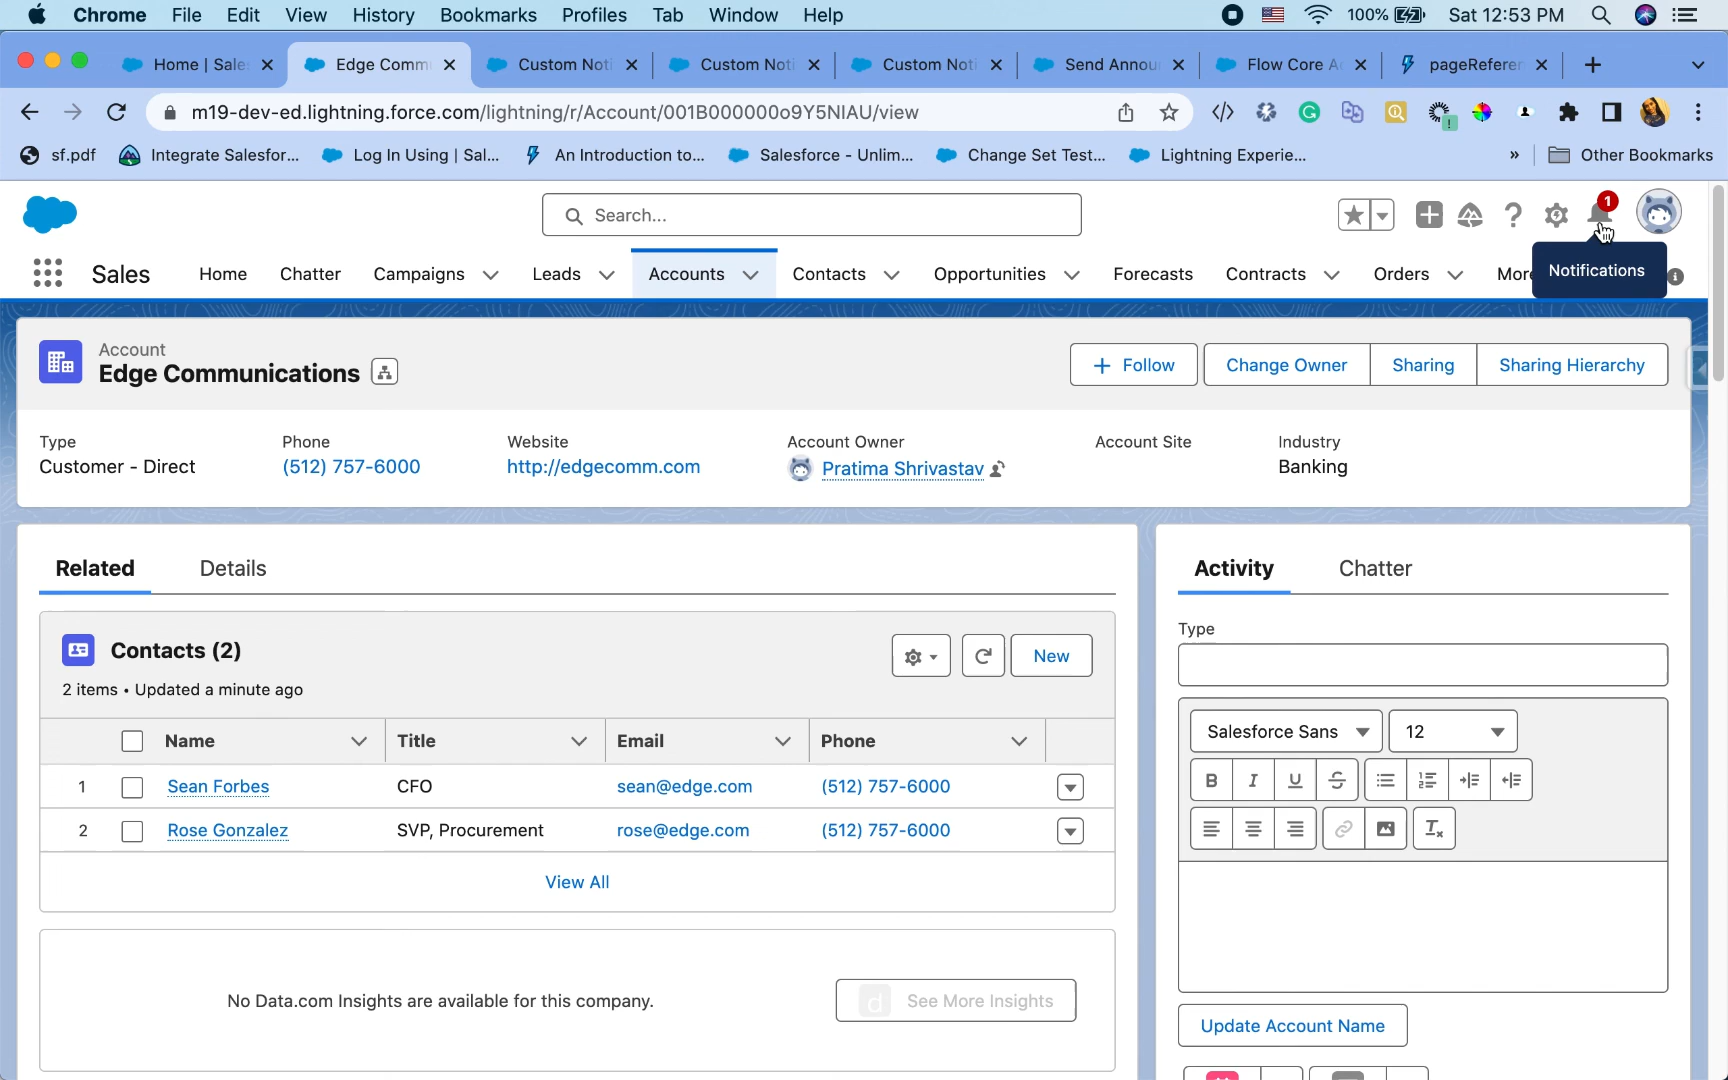 Chrome File Edit View History Bookmarks Profiles Tab Window Help 100% Sat 12:53 PM
Home | Sale Edge Comm Custom Noti Custom Noti Custom Noti Send Annou Flow Core A pageReferen
m19-dev-ed.lightning.force.com/lightning/r/Account/001B000000o9Y5NIAU/view
sf.pdf Integrate Salesfor... Log In Using | Sal... An Introduction to... Salesforce - Unlim... Change Set Test... Lightning Experie... » Other Bookmarks
Search... 1
Sales Home Chatter Campaigns Leads Accounts Contacts Opportunities Forecasts Contracts Orders Notifications
Account
Edge Communications
Follow Change Owner Sharing Sharing Hierarchy
Type Phone Website Account Owner Account Site Industry
Customer - Direct (512) 757-6000 http://edgecomm.com Pratima Shrivastav Banking
Related Details
Contacts (2)
New
2 items • Updated a minute ago
Name Title Email Phone
1 Sean Forbes CFO sean@edge.com (512) 757-6000
2 Rose Gonzalez SVP, Procurement rose@edge.com (512) 757-6000
View All
No Data.com Insights are available for this company. d See More Insights
Activity Chatter
Type
Salesforce Sans 12
B I U S
Update Account Name